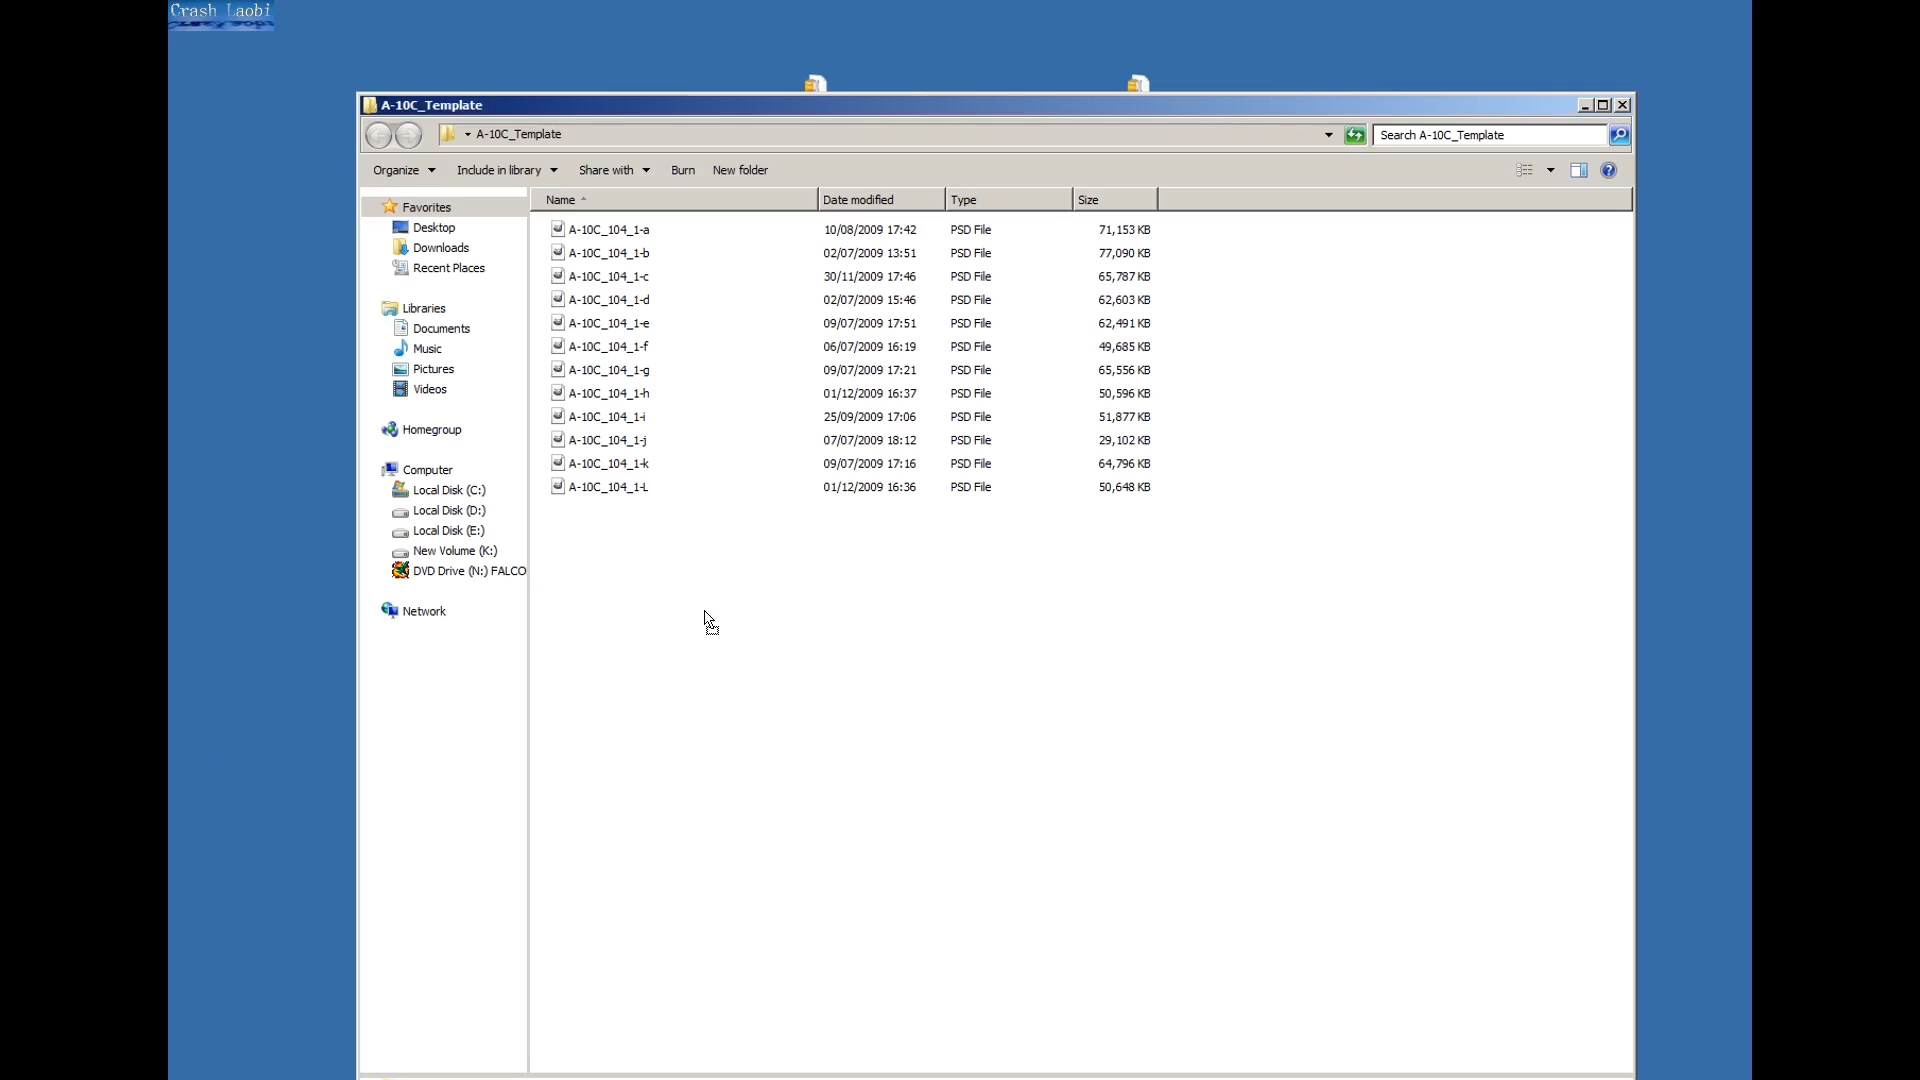 Crash Laobi
A-10C_Template
A-10C_Template
Search A-10C_Template
Organize Include in library Share with Burn New folder
Name Date modified Type Size
Favorites
Desktop
Downloads
Recent Places
Libraries
Documents
Music
Pictures
Videos
Homegroup
Computer
Local Disk (C:)
Local Disk (D:)
Local Disk (E:)
New Volume (K:)
DVD Drive (N:) FALCO
Network
A-10C_104_1-a 10/08/2009 17:42 PSD File 71,153 KB
A-10C_104_1-b 02/07/2009 13:51 PSD File 77,090 KB
A-10C_104_1-c 30/11/2009 17:46 PSD File 65,787 KB
A-10C_104_1-d 02/07/2009 15:46 PSD File 62,603 KB
A-10C_104_1-e 09/07/2009 17:51 PSD File 62,491 KB
A-10C_104_1-f 06/07/2009 16:19 PSD File 49,685 KB
A-10C_104_1-g 09/07/2009 17:21 PSD File 65,556 KB
A-10C_104_1-h 01/12/2009 16:37 PSD File 50,596 KB
A-10C_104_1-i 25/09/2009 17:06 PSD File 51,877 KB
A-10C_104_1-j 07/07/2009 18:12 PSD File 29,102 KB
A-10C_104_1-k 09/07/2009 17:16 PSD File 64,796 KB
A-10C_104_1-L 01/12/2009 16:36 PSD File 50,648 KB